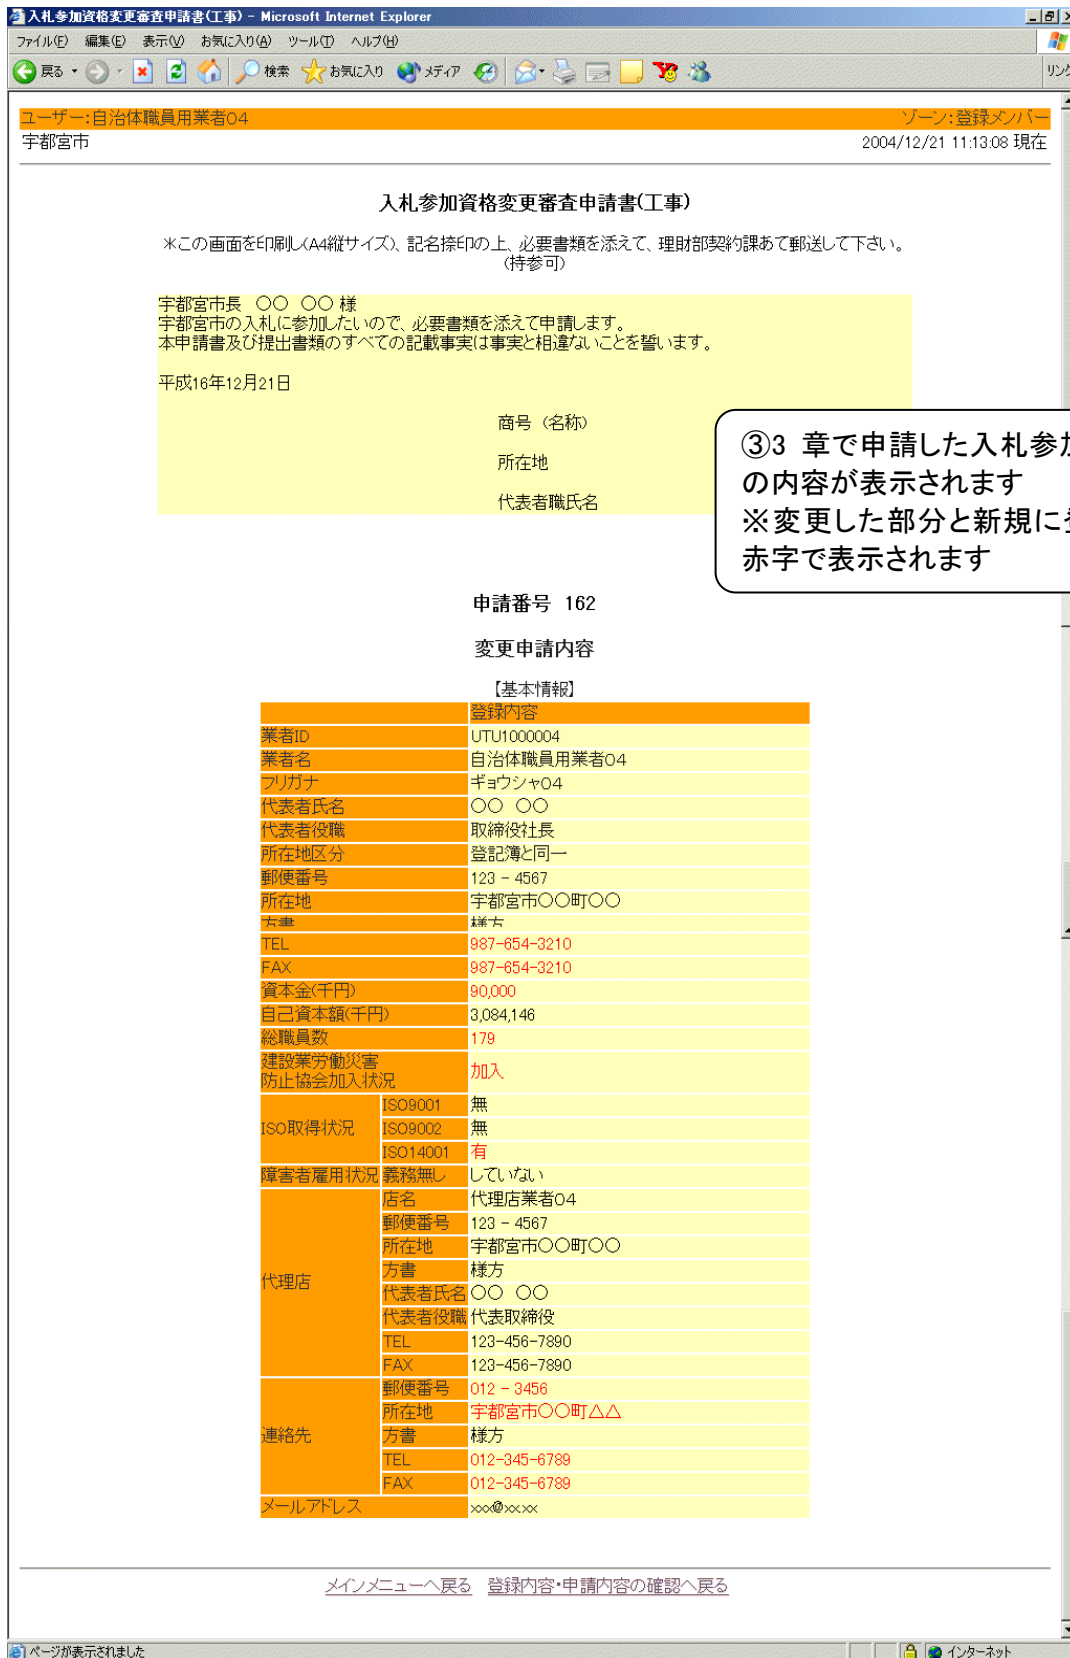 入札参加資格変更審査申請書(工事) - Microsoft Internet Explorer
ファイル(F) 編集(E) 表示(V) お気に入り(A) ツール(T) ヘルプ(H)
戻る 検索 お気に入り メディア リンク
ユーザー:自治体職員用業者04 ゾーン:登録メンバー
宇都宮市 2004/12/21 11:13:08 現在
入札参加資格変更審査申請書(工事)
※この画面を印刷し(A4縦サイズ)、記名捺印の上、必要書類を添えて、理財部契約課あて郵送して下さい。
(持参可)
宇都宮市長 〇〇 〇〇 様
宇都宮市の入札に参加したいので、必要書類を添えて申請します。
本申請書及び提出書類のすべての記載事実は事実と相違ないことを誓います。
平成16年12月21日
商号（名称）
所在地
代表者職氏名
③3 章で申請した入札参加
の内容が表示されます
※変更した部分と新規に登
赤字で表示されます
申請番号 162
変更申請内容
【基本情報】
登録内容
業者ID UTU1000004
業者名 自治体職員用業者04
フリガナ ギョウシャ04
代表者氏名 〇〇 〇〇
代表者役職 取締役社長
所在地区分 登記簿と同一
郵便番号 123 - 4567
所在地 宇都宮市〇〇町〇〇
方書 様方
TEL 987-654-3210
FAX 987-654-3210
資本金(千円) 90,000
自己資本額(千円) 3,084,146
総職員数 179
建設業労働災害
防止協会加入状況 加入
ISO取得状況 ISO9001 無
ISO9002 無
ISO14001 有
障害者雇用状況 義務無し していない
代理店 店名 代理店業者04
郵便番号 123 - 4567
所在地 宇都宮市〇〇町〇〇
方書 様方
代表者氏名 〇〇 〇〇
代表者役職 代表取締役
TEL 123-456-7890
FAX 123-456-7890
連絡先 郵便番号 012 - 3456
所在地 宇都宮市〇〇町△△
方書 様方
TEL 012-345-6789
FAX 012-345-6789
メールアドレス xxx@xx.xx
メインメニューへ戻る 登録内容・申請内容の確認へ戻る
ページが表示されました インターネット